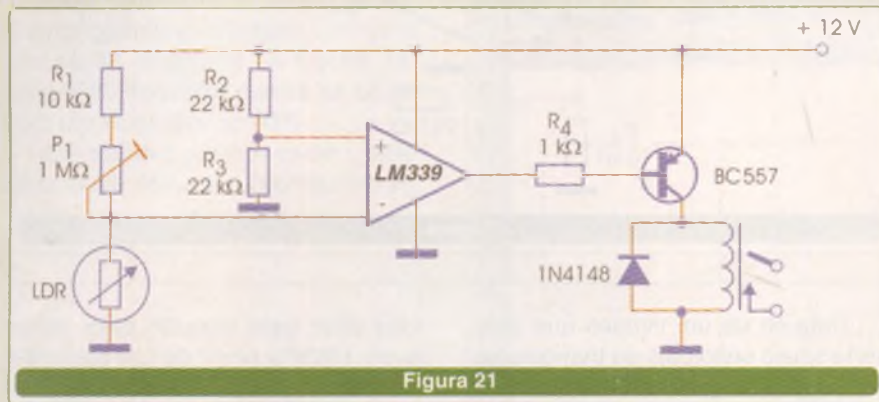 + 12 V
R1
10 kΩ
P1
1 MΩ
LDR
R2
22 kΩ
R3
22 kΩ
+
-
LM339
R4
1 kΩ
BC557
1N4148
Figura 21